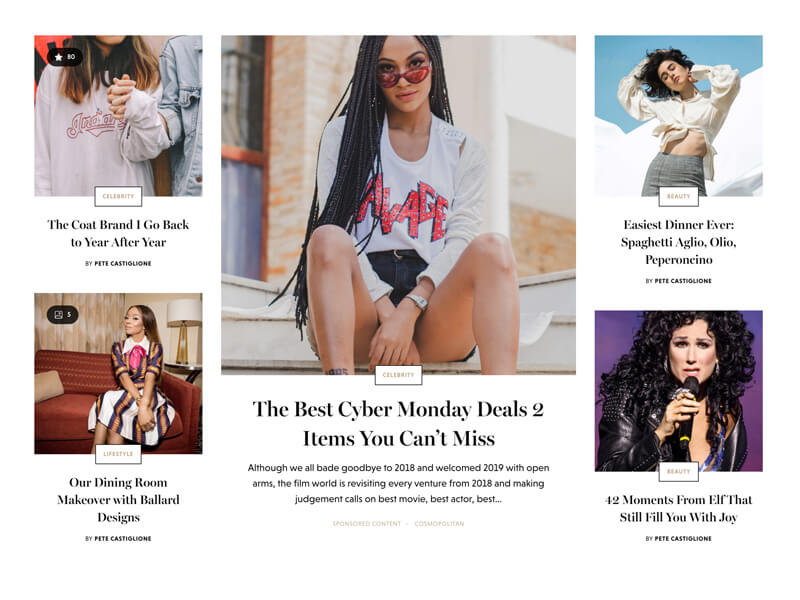 80
Indians
CELEBRITY
The Coat Brand I Go Back
to Year After Year
BY PETE CASTIGLIONE
5
LIFESTYLE
Our Dining Room
Makeover with Ballard
Designs
BY PETE CASTIGLIONE
AVAGE
CELEBRITY
The Best Cyber Monday Deals 2
Items You Can’t Miss
Although we all bade goodbye to 2018 and welcomed 2019 with open
arms, the film world is revisiting every venture from 2018 and making
judgement calls on best movie, best actor, best...
SPONSORED CONTENT – COSMOPOLITAN
BEAUTY
Easiest Dinner Ever:
Spaghetti Aglio, Olio,
Peperoncino
BY PETE CASTIGLIONE
BEAUTY
42 Moments From Elf That
Still Fill You With Joy
BY PETE CASTIGLIONE